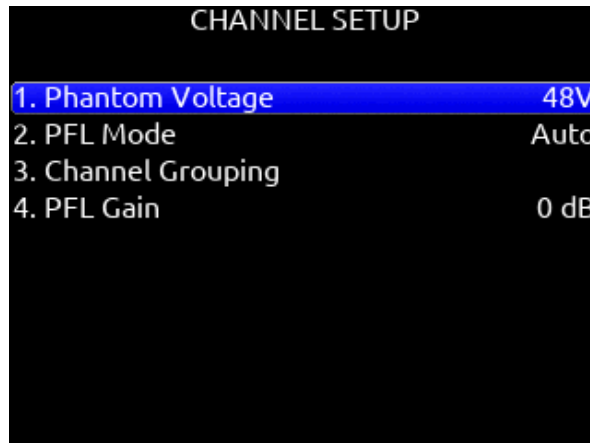 CHANNEL SETUP
1. Phantom Voltage 48V
2. PFL Mode Auto
3. Channel Grouping
4. PFL Gain 0 dB